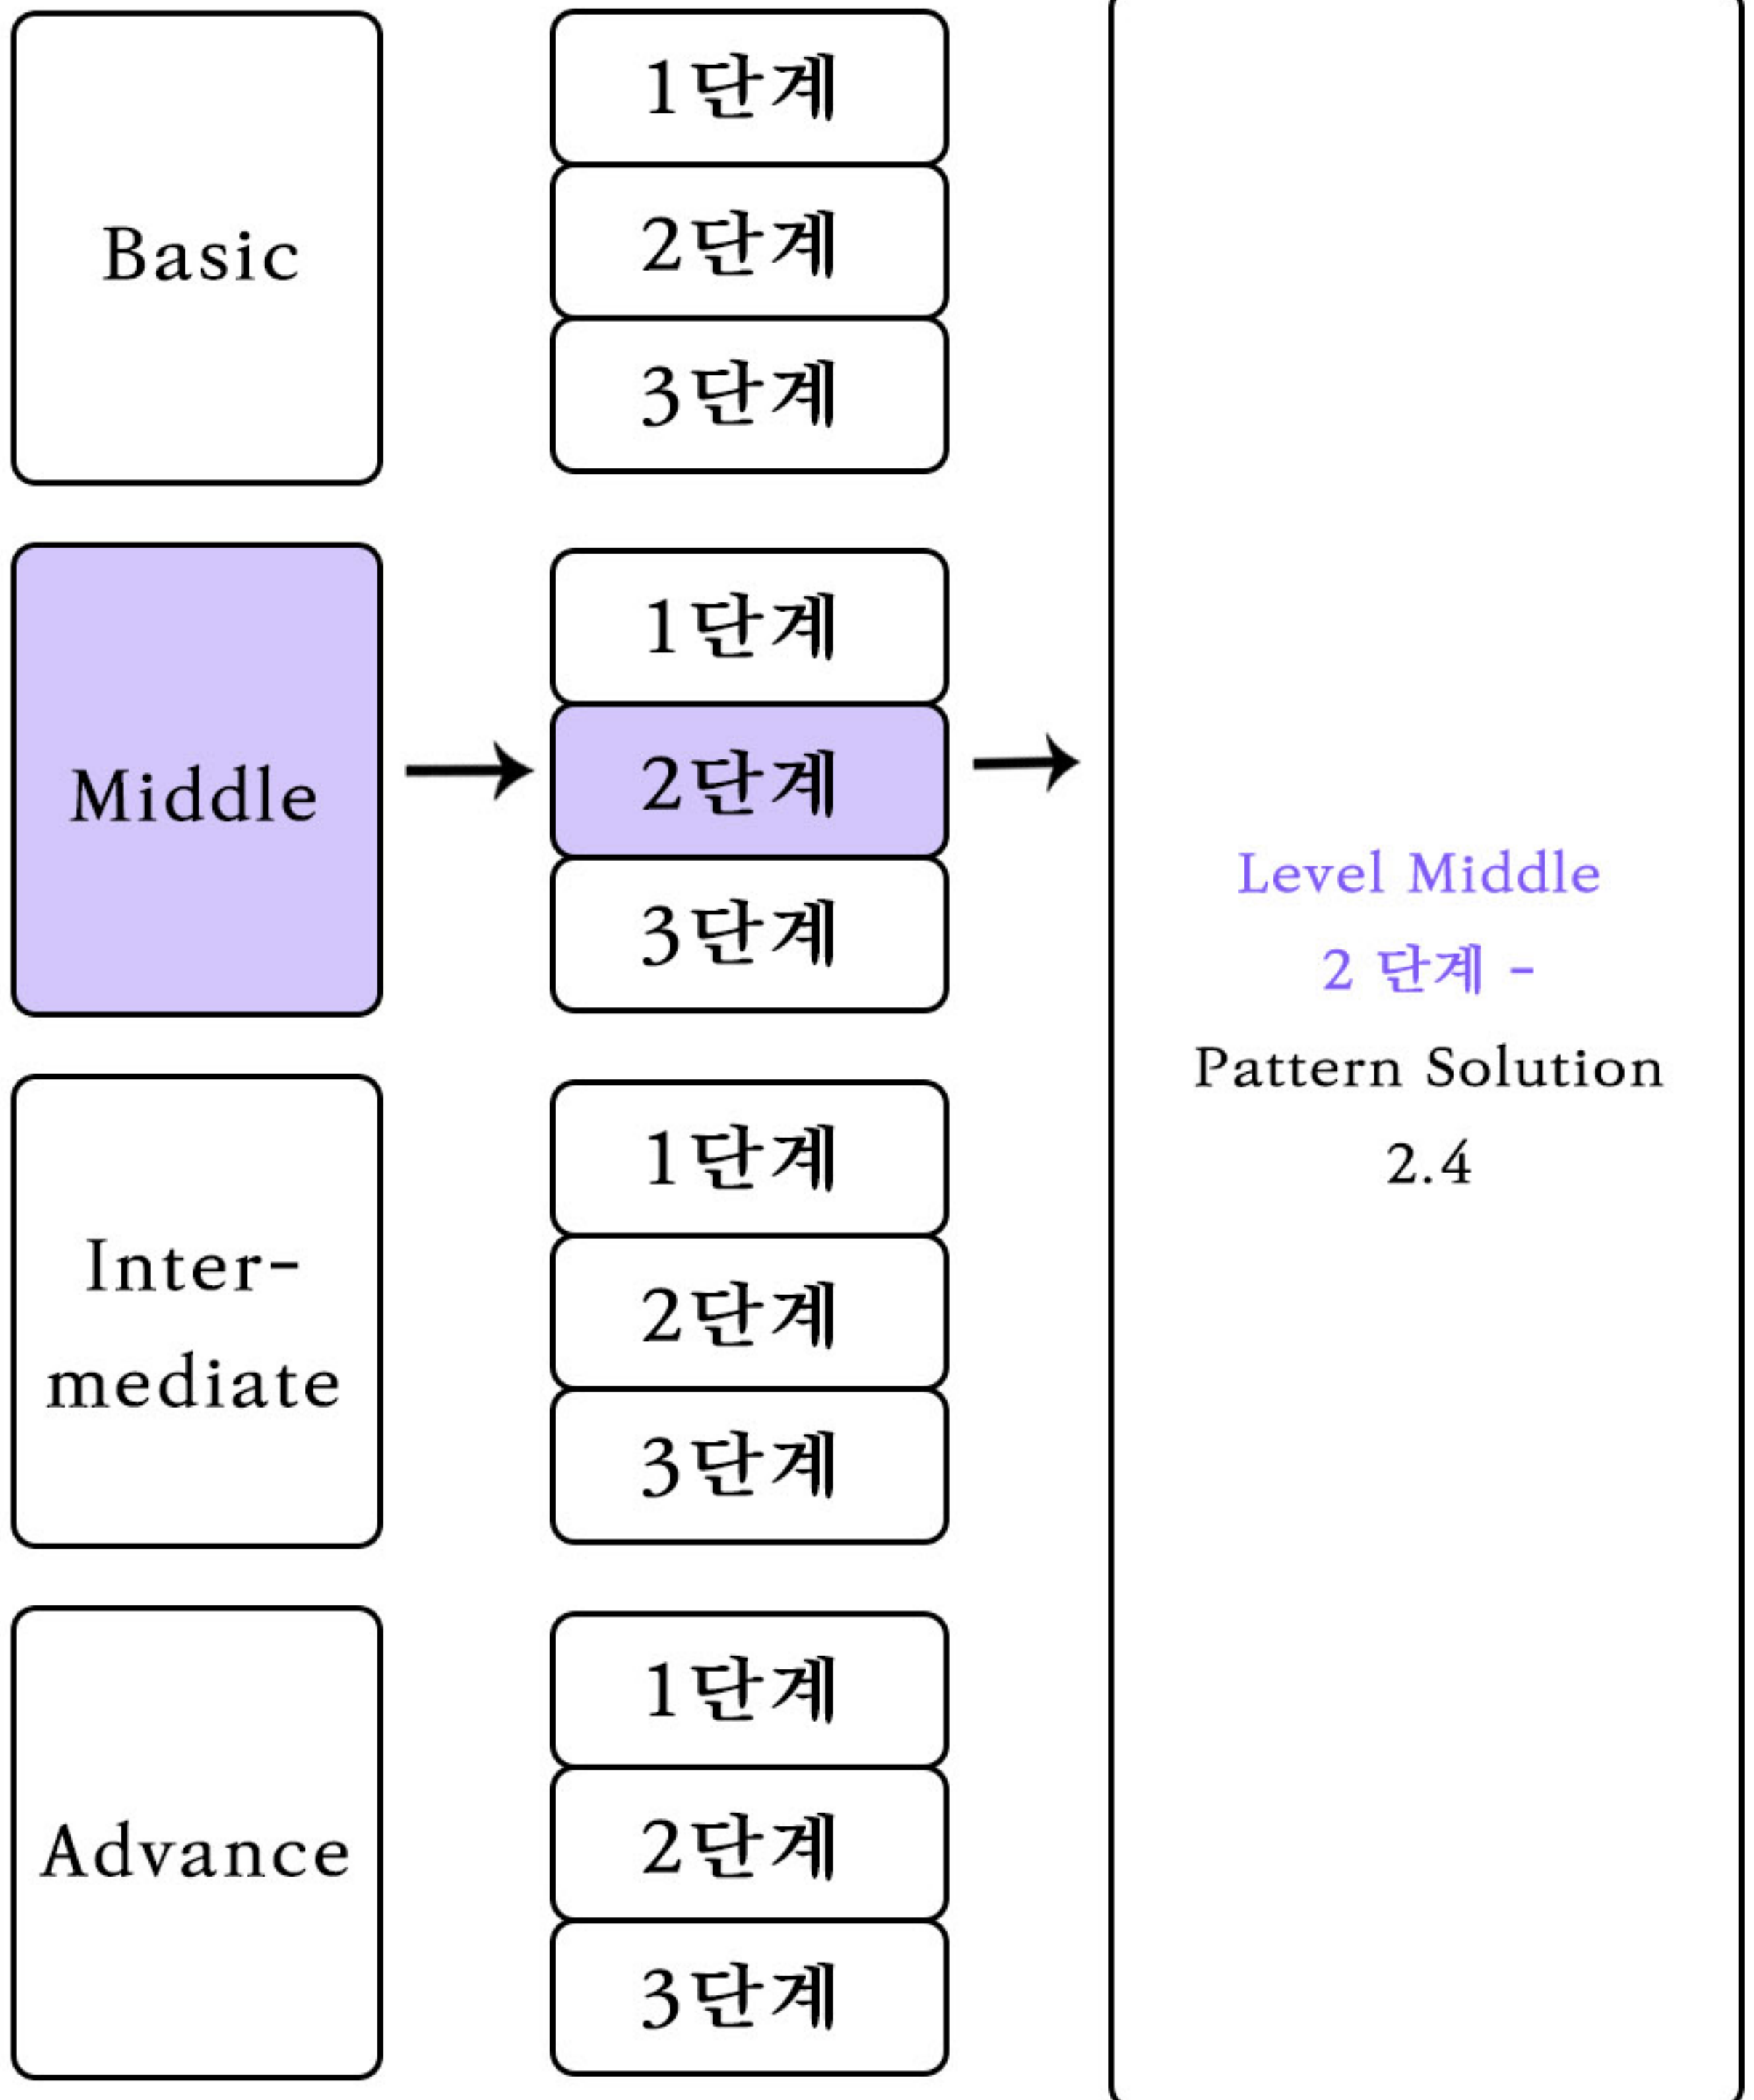 Basic
1단계
2단계
3단계
Middle
1단계
2단계
3단계
Inter-
mediate
1단계
2단계
3단계
Advance
1단계
2단계
3단계
Level Middle
2 단계 -
Pattern Solution
2.4